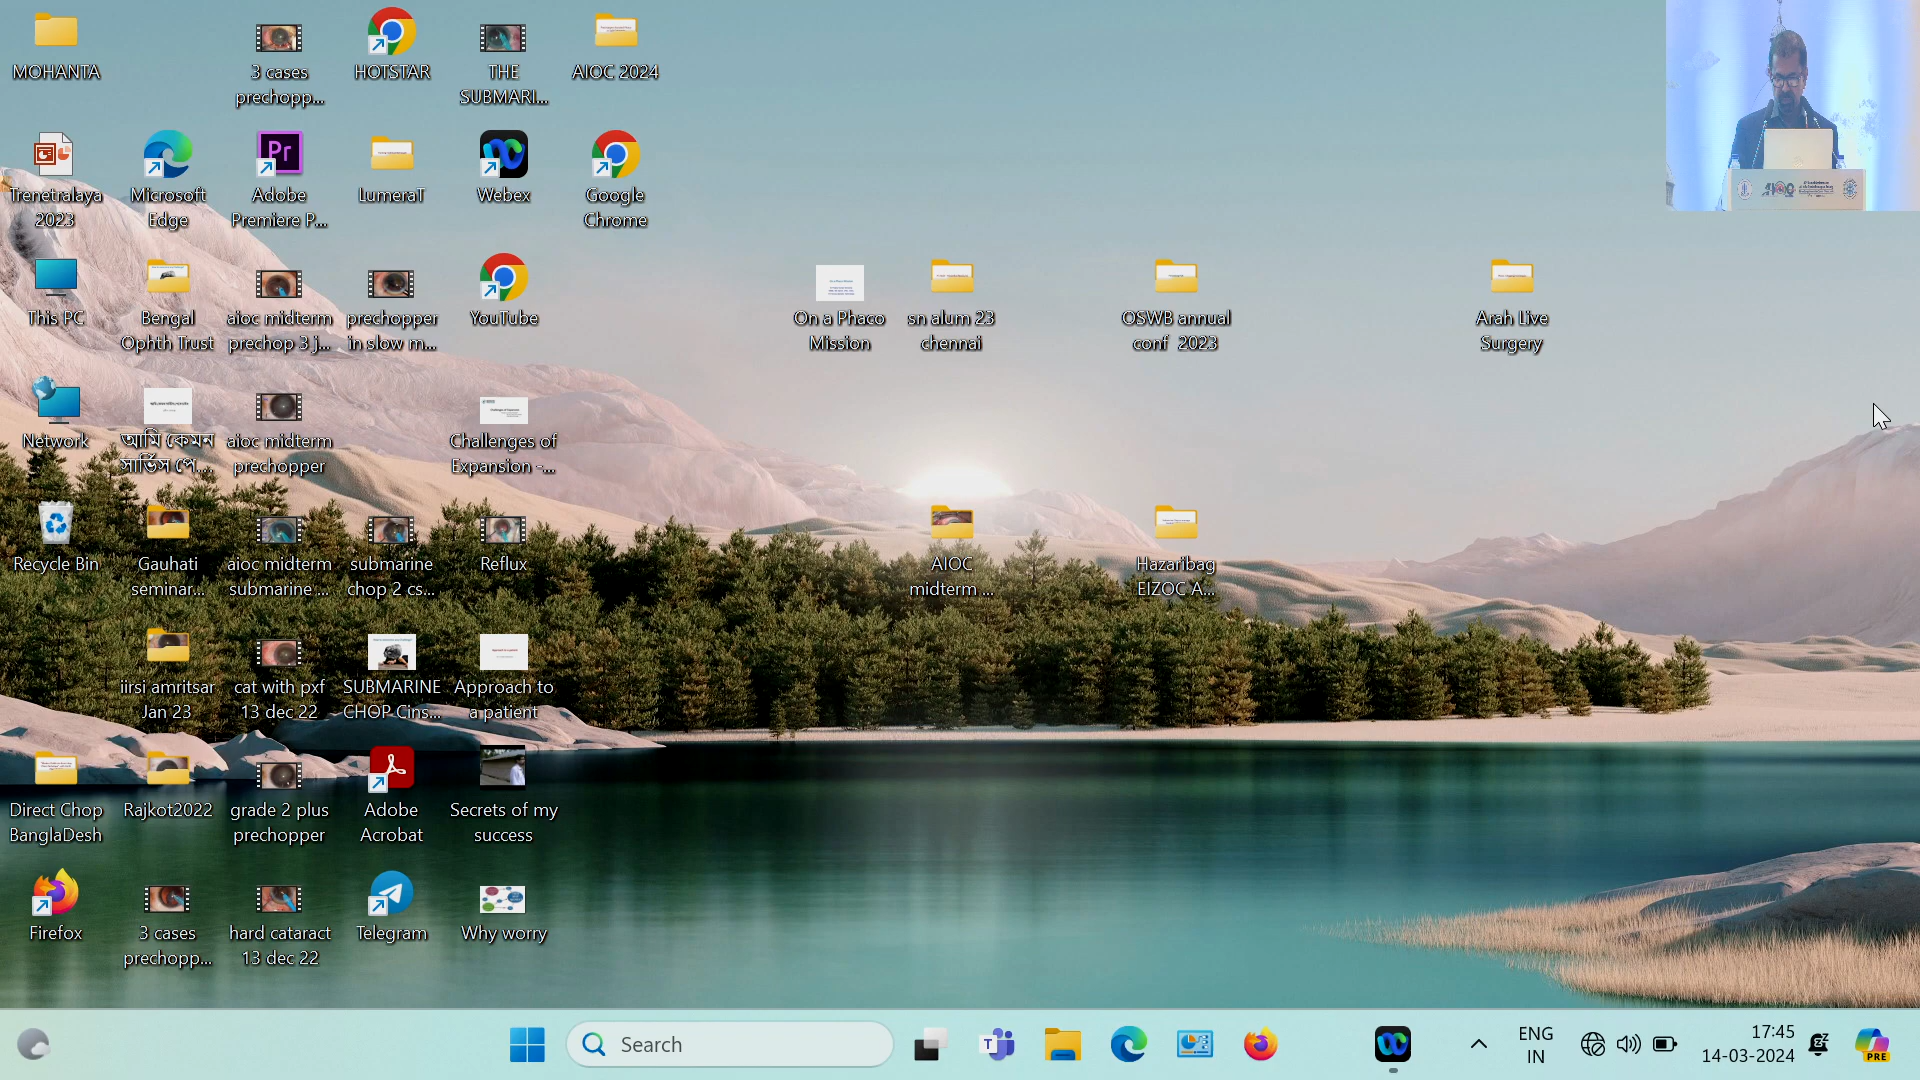 MOHANTA
3 cases
prechopp...
HOTSTAR
THE
SUBMARI...
AIOC 2024
Trenetralaya
2023
Microsoft
Edge
Adobe
Premiere P...
LumeraT
Webex
Google
Chrome
This PC
Bengal
Ophth Trust
aioc midterm
prechop 3 j...
prechopper
in slow m...
YouTube
On a Phaco
Mission
sn alum 23
chennai
OSWB annual
conf 2023
Arah Live
Surgery
Network
আমি কেমন
সার্ভিস পে...
aioc midterm
prechopper
Challenges of
Expansion -...
Recycle Bin
Gauhati
seminar...
aioc midterm
submarine ...
submarine
chop 2 cs...
Reflux
AIOC
midterm ...
Hazaribag
EIZOC A...
iirsi amritsar
Jan 23
cat with pxf
13 dec 22
SUBMARINE
CHOP Cins...
Approach to
a patient
Direct Chop
BanglaDesh
Rajkot2022
grade 2 plus
prechopper
Adobe
Acrobat
Secrets of my
success
Firefox
3 cases
prechopp...
hard cataract
13 dec 22
Telegram
Why worry
Search
ENG
IN
17:45
14-03-2024
PRE